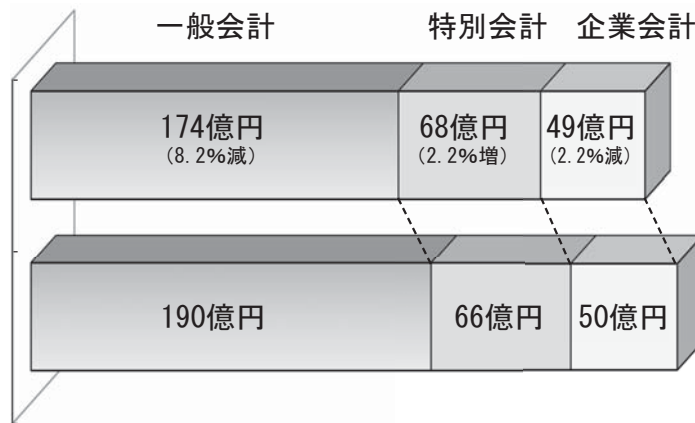 一般会計 特別会計 企業会計
174億円 68億円 49億円
(8.2%減) (2.2%増) (2.2%減)
190億円 66億円 50億円